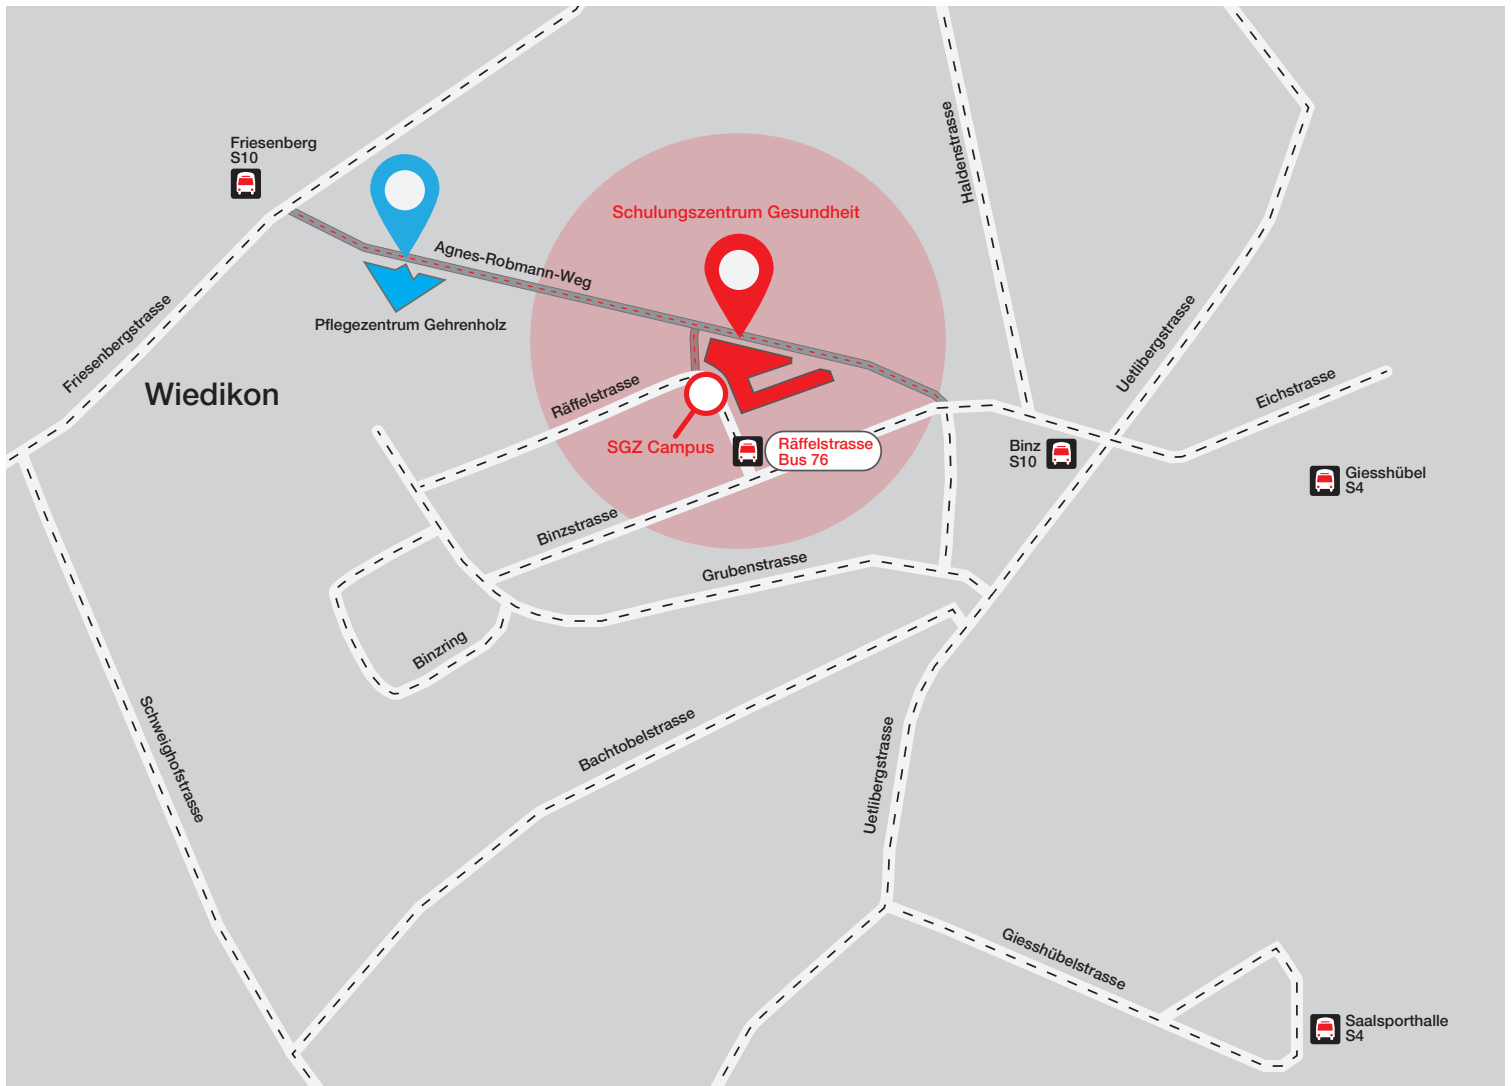 Friesenberg
S10
Haldenstrasse
Schulungszentrum Gesundheit
Agnes-Robmann-Weg
Pflegezentrum Gehrenholz
Friesenbergstrasse
Uetlibergstrasse
Wiedikon
Räffelstrasse
Eichstrasse
SGZ Campus
Räffelstrasse
Bus 76
Binz
S10
Giesshübel
S4
Binzstrasse
Grubenstrasse
Binzring
Schweighofstrasse
Bachtobelstrasse
Uetlibergstrasse
Giesshübelstrasse
Saalsporthalle
S4